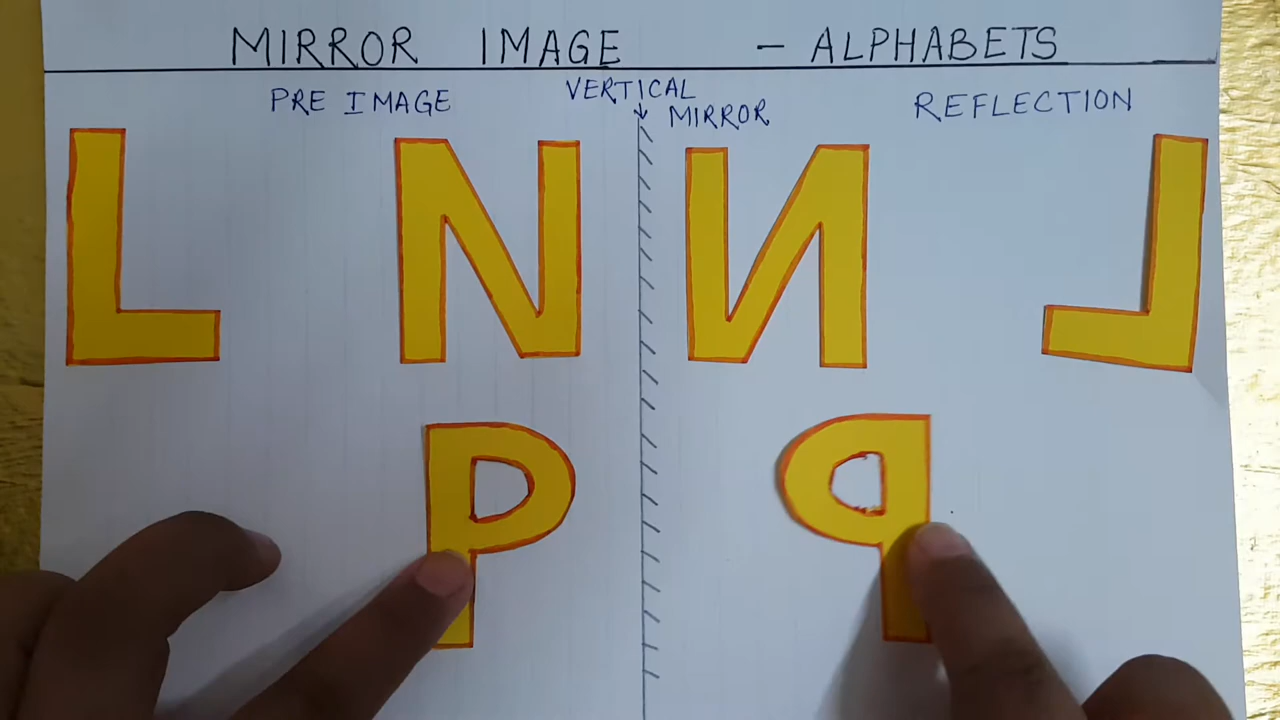 MIRROR IMAGE - ALPHABETS
PRE IMAGE
VERTICAL
MIRROR
REFLECTION
L N N L
P P